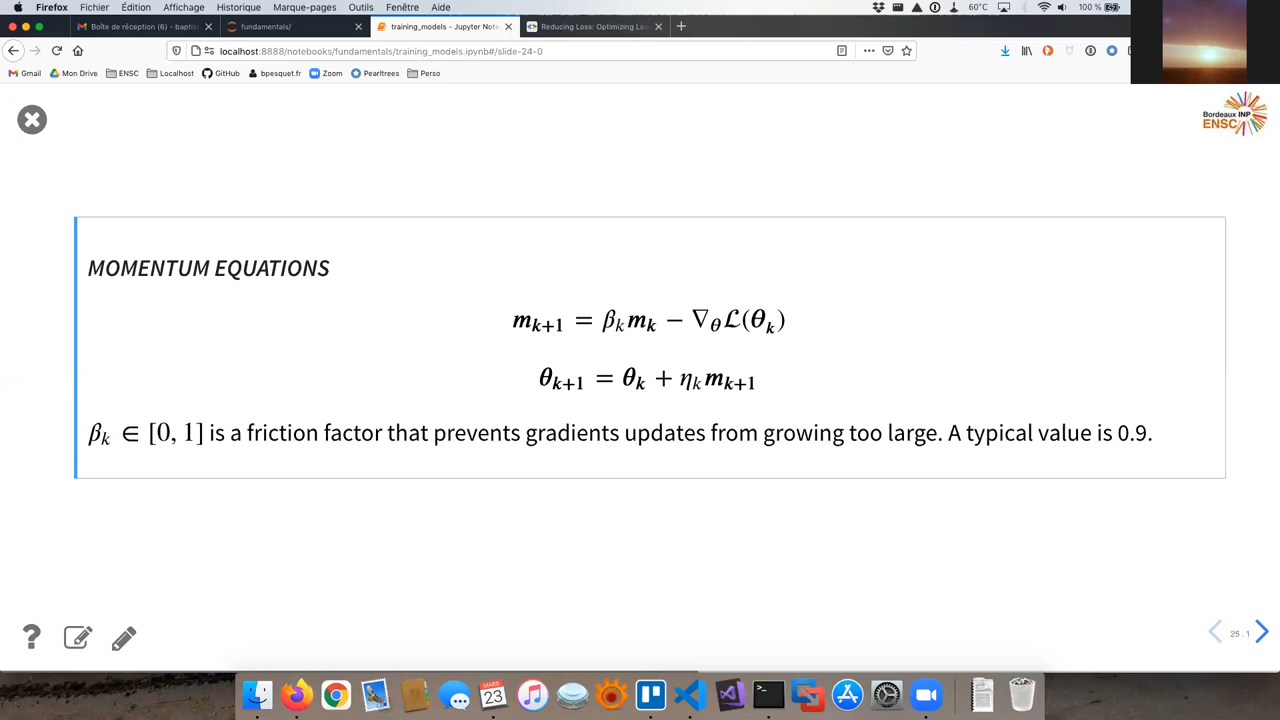 Firefox Fichier Édition Affichage Historique Marque-pages Outils Fenêtre Aide 60°C 100 %
Boîte de réception (6) - bapti fundamentals/ training_models - Jupyter Not Reducing Loss: Optimizing Lea
localhost:8888/notebooks/fundamentals/training_models.ipynb#/slide-24-0
Gmail Mon Drive ENSC Localhost GitHub bpesquet.fr Zoom Pearltrees Perso
Bordeaux INP
ENSC
MOMENTUM EQUATIONS
m_{k+1} = β_k m_k − ∇_θ ℒ(θ_k)
θ_{k+1} = θ_k + η_k m_{k+1}
β_k ∈ [0, 1] is a friction factor that prevents gradients updates from growing too large. A typical value is 0.9.
?
25 . 1
MARS
23